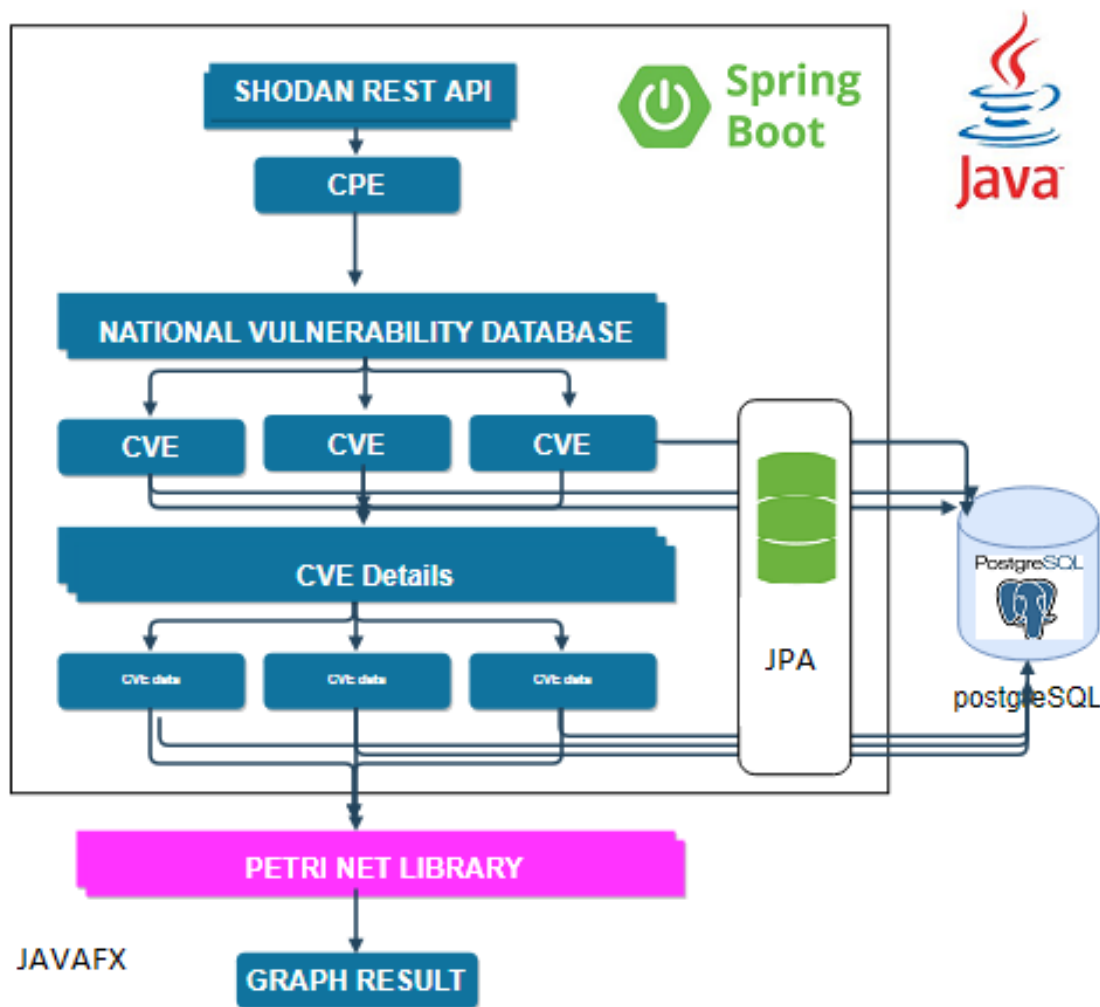 SHODAN REST API
Spring
Boot
Java
CPE
NATIONAL VULNERABILITY DATABASE
CVE
CVE
CVE
CVE Details
PostgreSQL
CVE data
CVE data
CVE data
JPA
postgreSQL
PETRI NET LIBRARY
JAVAFX
GRAPH RESULT